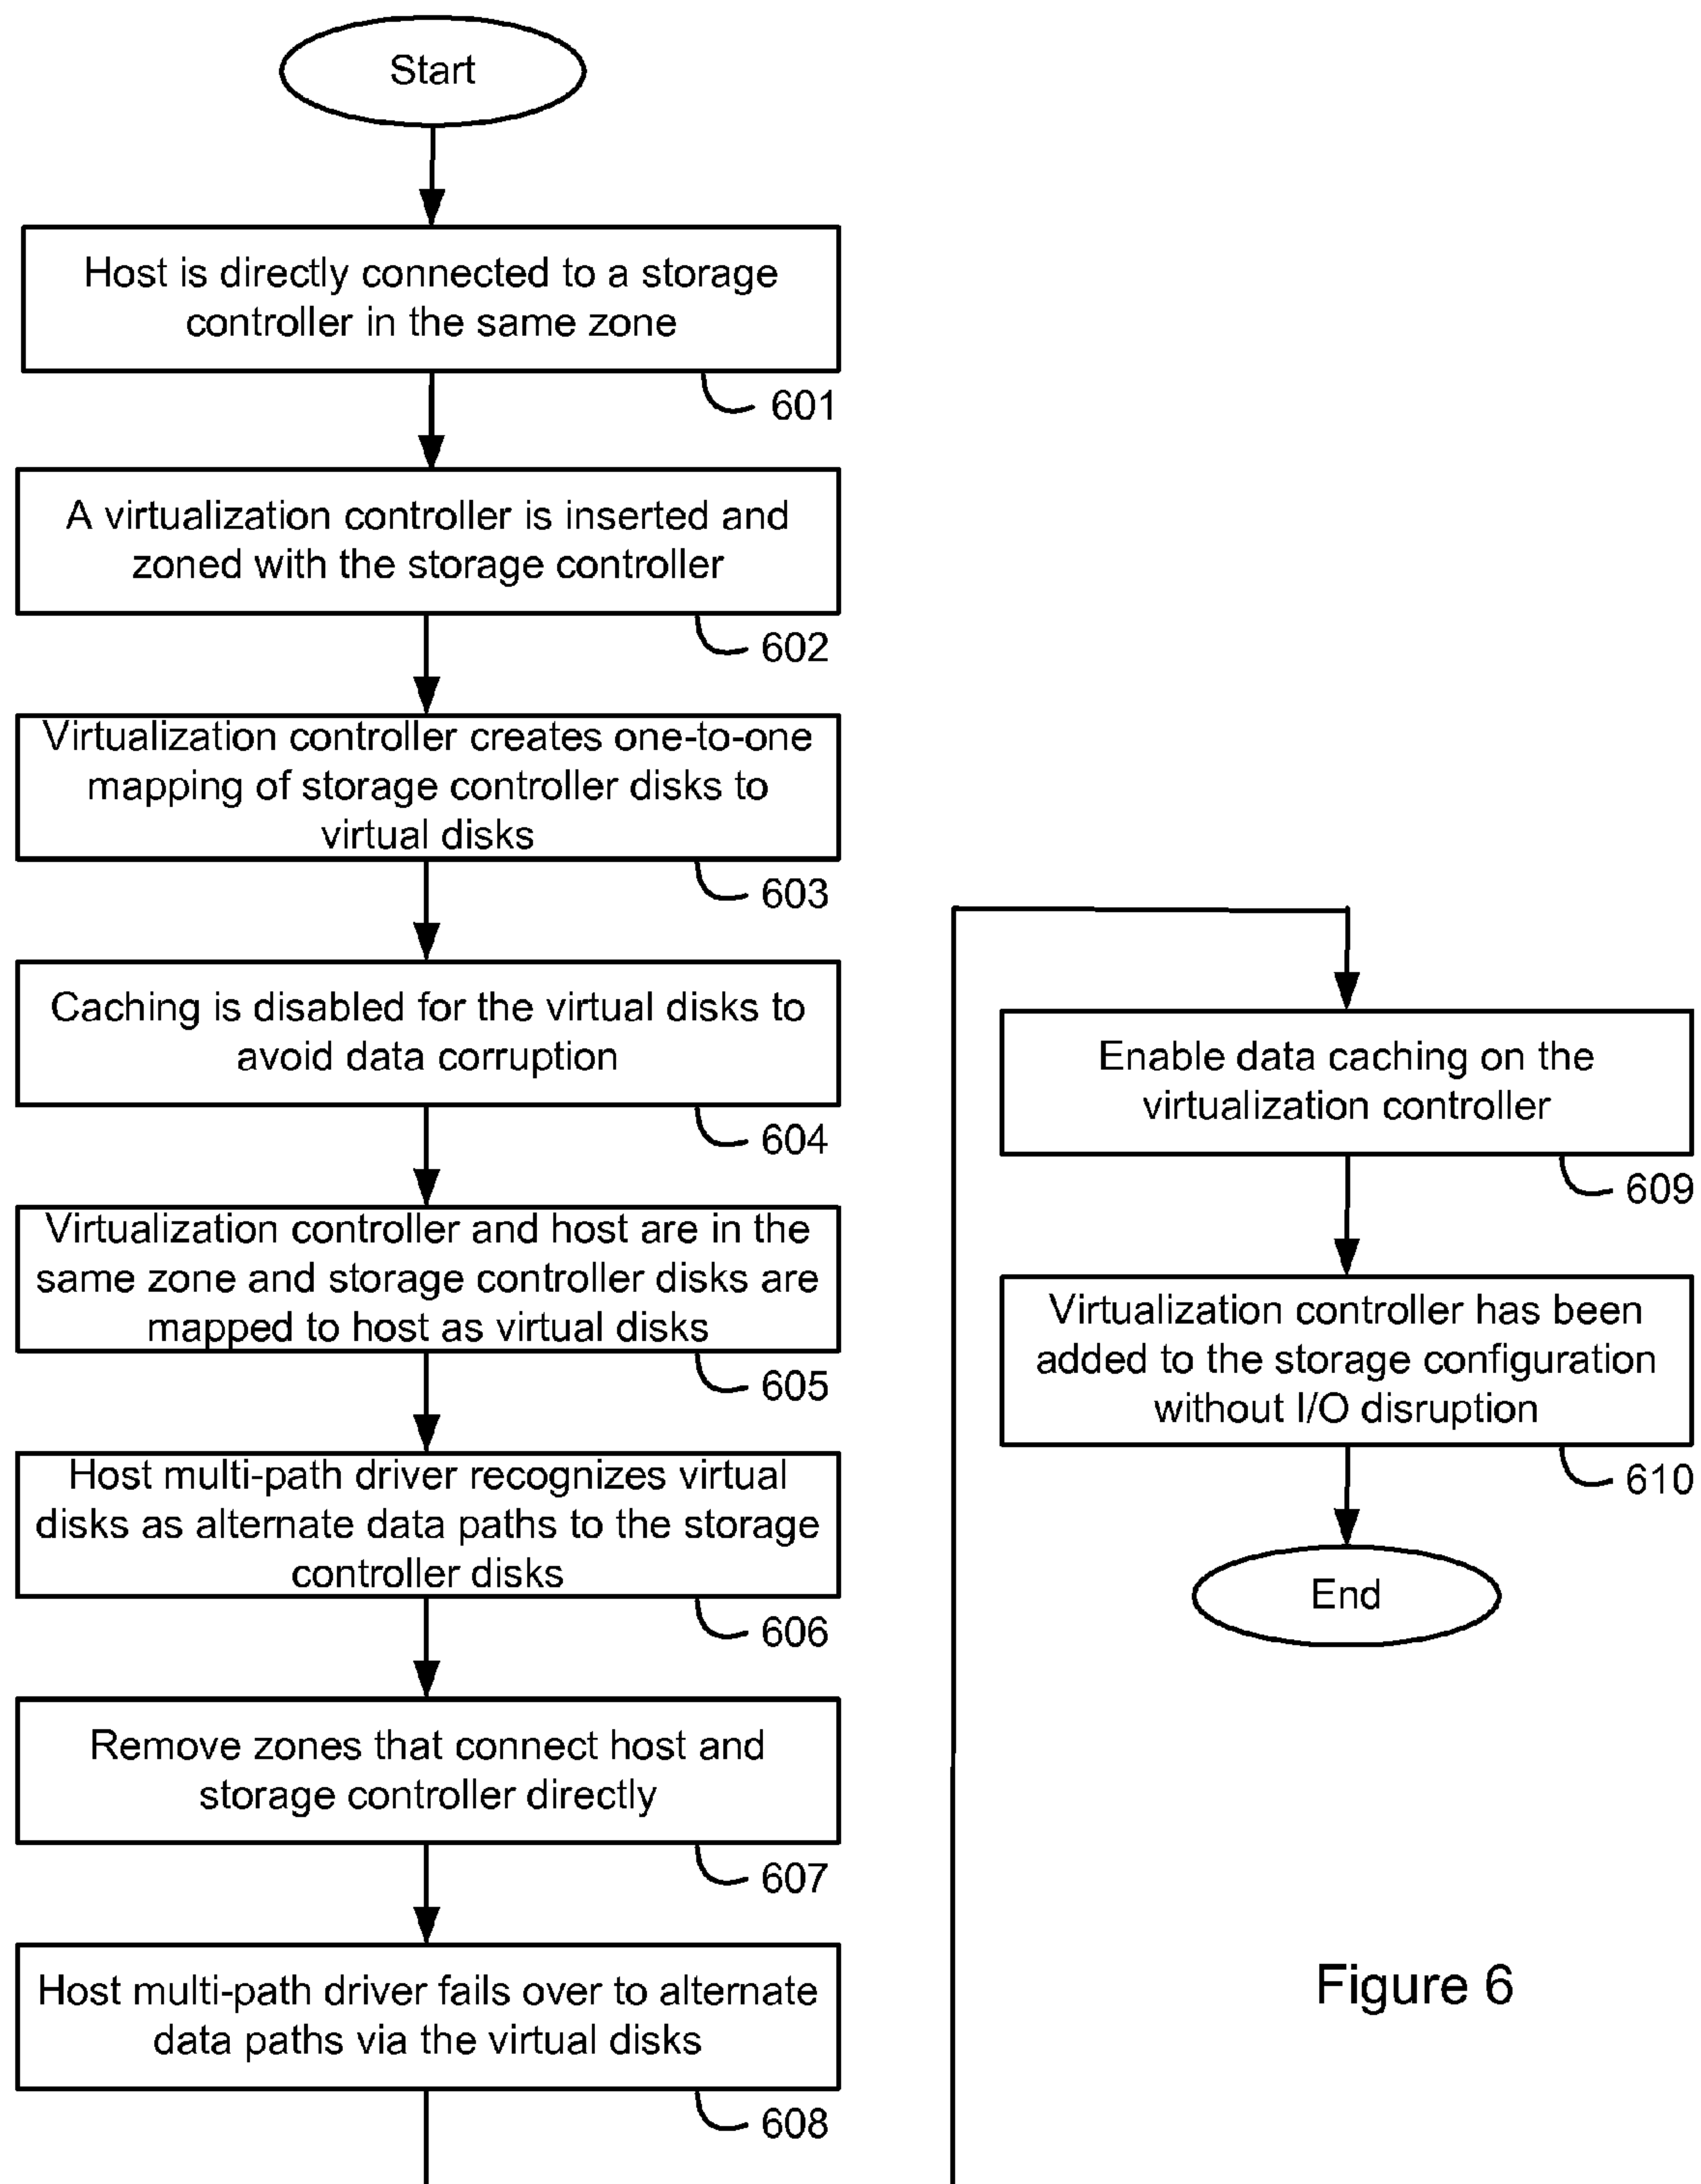 Start
Host is directly connected to a storage
controller in the same zone
601
A virtualization controller is inserted and
zoned with the storage controller
602
Virtualization controller creates one-to-one
mapping of storage controller disks to
virtual disks
603
Caching is disabled for the virtual disks to
avoid data corruption
604
Virtualization controller and host are in the
same zone and storage controller disks are
mapped to host as virtual disks
605
Host multi-path driver recognizes virtual
disks as alternate data paths to the storage
controller disks
606
Remove zones that connect host and
storage controller directly
607
Host multi-path driver fails over to alternate
data paths via the virtual disks
608
Enable data caching on the
virtualization controller
609
Virtualization controller has been
added to the storage configuration
without I/O disruption
610
End
Figure 6